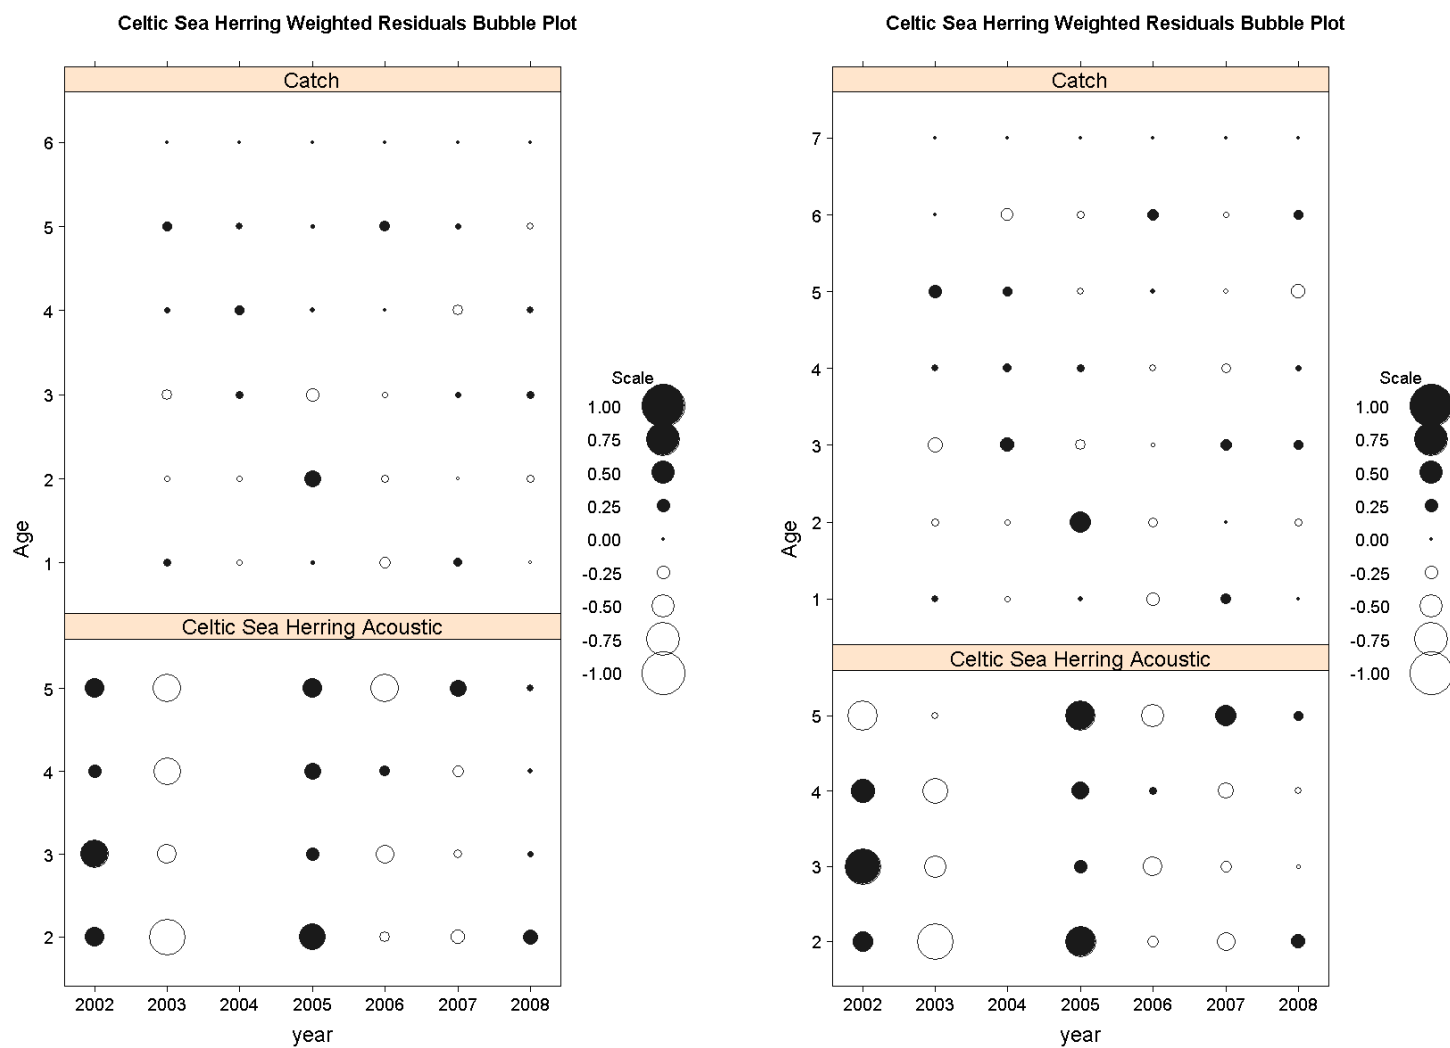 Celtic Sea Herring Weighted Residuals Bubble Plot
Catch
6
5
4
3
2
1
Age
Celtic Sea Herring Acoustic
5
4
3
2
2002 2003 2004 2005 2006 2007 2008
year
Scale
1.00
0.75
0.50
0.25
0.00
-0.25
-0.50
-0.75
-1.00
Celtic Sea Herring Weighted Residuals Bubble Plot
Catch
7
6
5
4
3
2
1
Age
Celtic Sea Herring Acoustic
5
4
3
2
2002 2003 2004 2005 2006 2007 2008
year
Scale
1.00
0.75
0.50
0.25
0.00
-0.25
-0.50
-0.75
-1.00